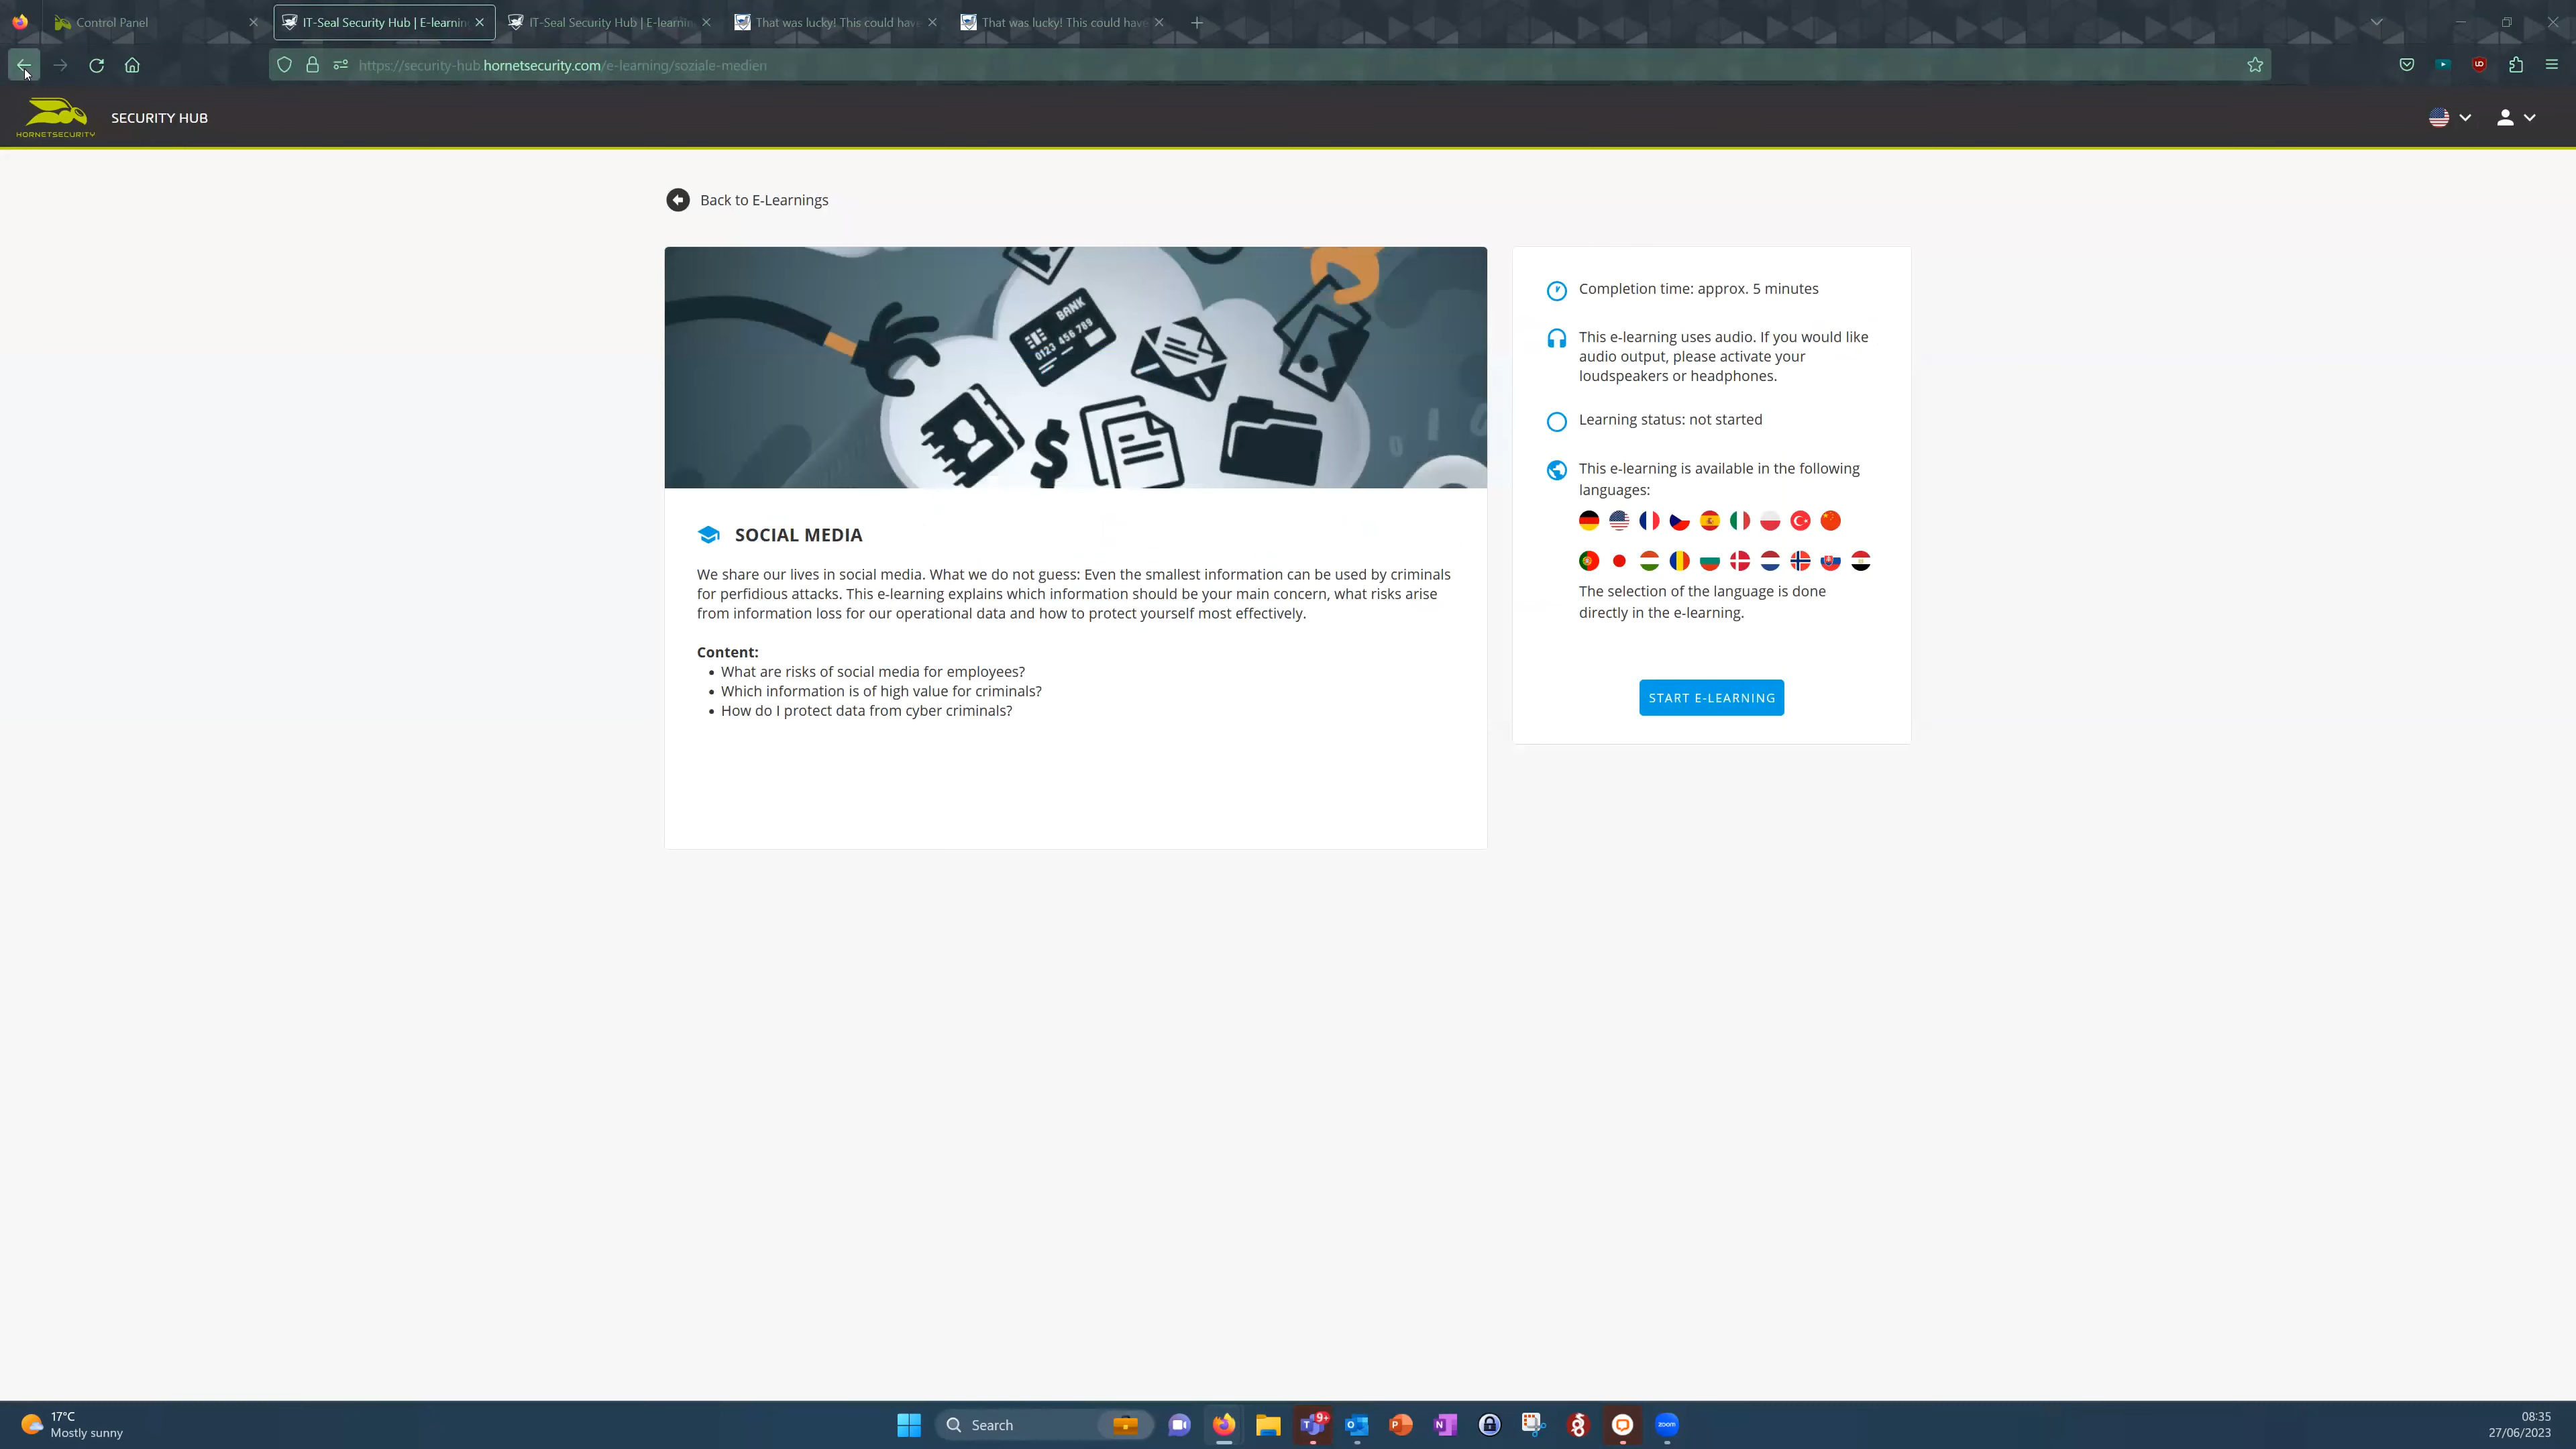 Control Panel
IT-Seal Security Hub | E-learnin
IT-Seal Security Hub | E-learnin
That was lucky! This could hav
That was lucky! This could hav
https://security-hub.hornetsecurity.com/e-learning/soziale-medien
HORNETSECURITY
SECURITY HUB
Back to E-Learnings
BANK
0123 456 789
SOCIAL MEDIA
We share our lives in social media. What we do not guess: Even the smallest information can be used by criminals
for perfidious attacks. This e-learning explains which information should be your main concern, what risks arise
from information loss for our operational data and how to protect yourself most effectively.
Content:
• What are risks of social media for employees?
• Which information is of high value for criminals?
• How do I protect data from cyber criminals?
Completion time: approx. 5 minutes
This e-learning uses audio. If you would like
audio output, please activate your
loudspeakers or headphones.
Learning status: not started
This e-learning is available in the following
languages:
The selection of the language is done
directly in the e-learning.
START E-LEARNING
17°C
Mostly sunny
Search
9+
zoom
08:35
27/06/2023